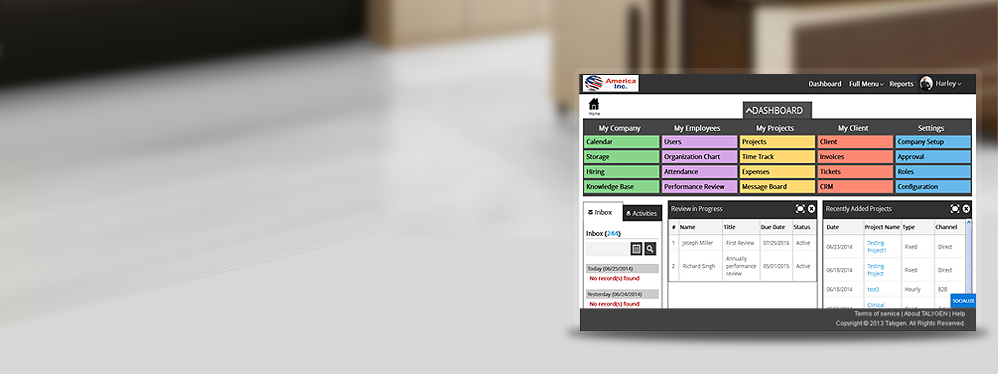 America
Inc.
Dashboard Full Menu Reports Harley
Home
DASHBOARD
My Company My Employees My Projects My Client Settings
Calendar Users Projects Client Company Setup
Storage Organization Chart Time Track Invoices Approval
Hiring Attendance Expenses Tickets Roles
Knowledge Base Performance Review Message Board CRM Configuration
Inbox Activities
Inbox (244)
Today (06/25/2014)
No record(s) found
Yesterday (06/24/2014)
No record(s) found
Review in Progress
# Name Title Due Date Status
1 Joseph Miller First Review 07/25/2014 Active
2 Richard Singh Annually performance review 05/01/2015 Active
Recently Added Projects
Date Project Name Type Channel
06/23/2014 Testing Project1 Fixed Direct
06/18/2014 Testing Project Fixed Direct
06/18/2014 test3 Hourly B2B
Clinical
SOCIALIZE
Terms of service | About TALYGEN | Help
Copyright © 2013 Talygen. All Rights Reserved.